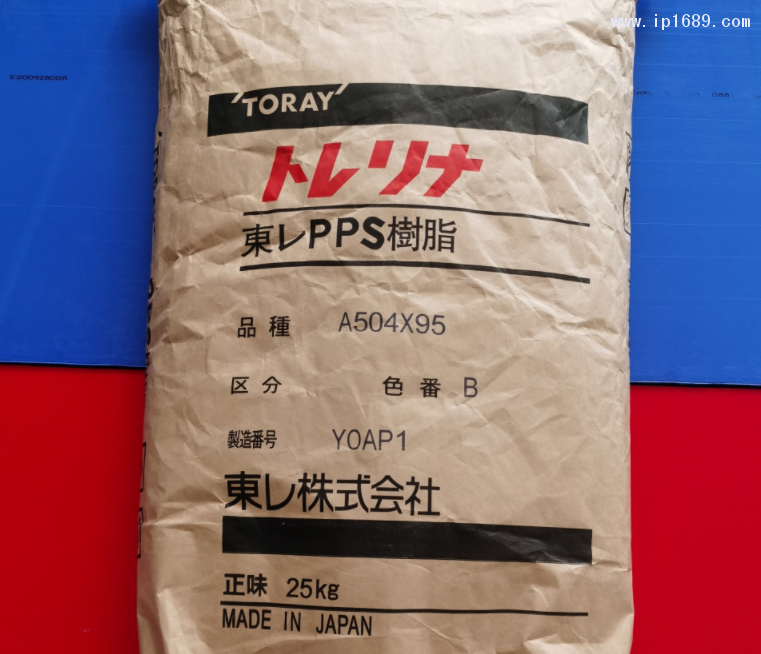 www.ip1689.com
'TORAY'
トレリナ
東レPPS樹脂
品種 A504X95
区分 色番 B
製造番号 Y0AP1
東レ株式会社
正味 25kg
MADE IN JAPAN